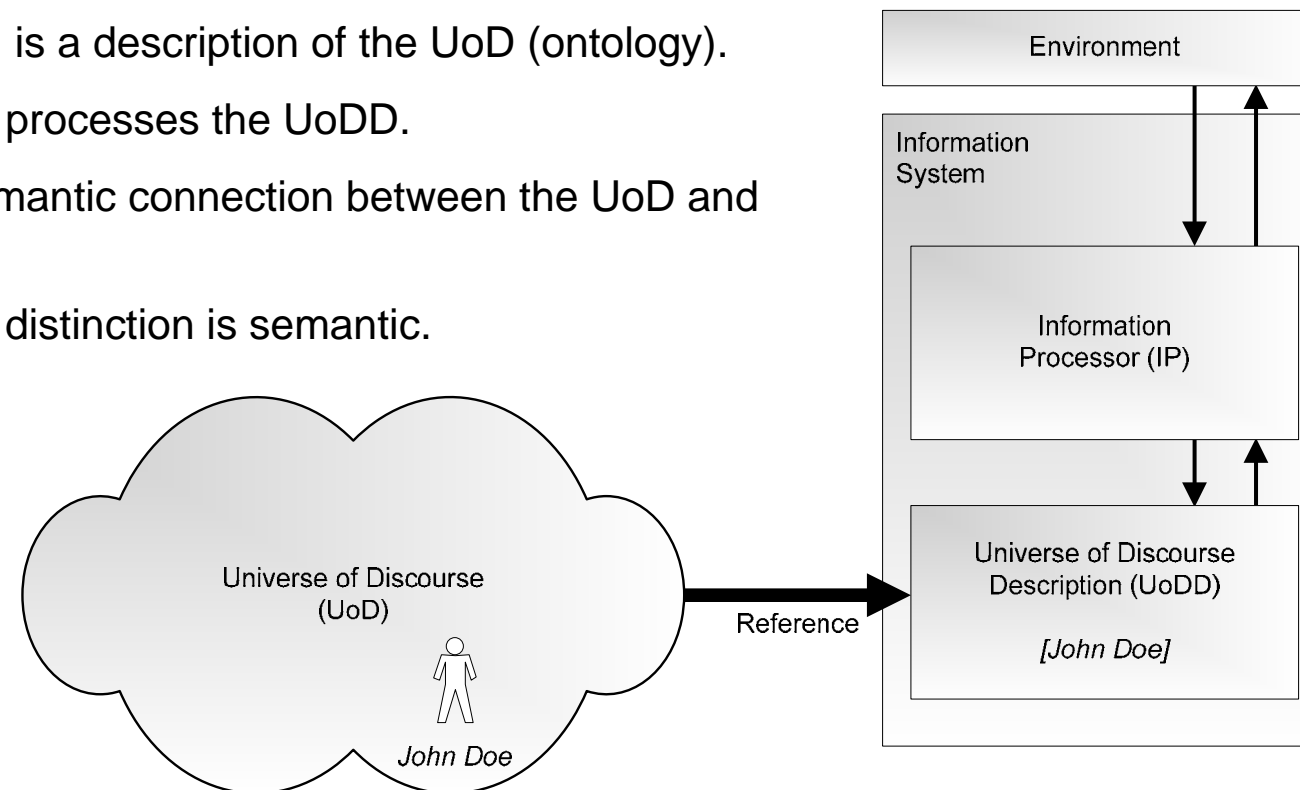 is a description of the UoD (ontology).
processes the UoDD.
mantic connection between the UoD and
distinction is semantic.
Environment
Information
System
Information
Processor (IP)
Universe of Discourse
(UoD)
John Doe
Reference
Universe of Discourse
Description (UoDD)
[John Doe]